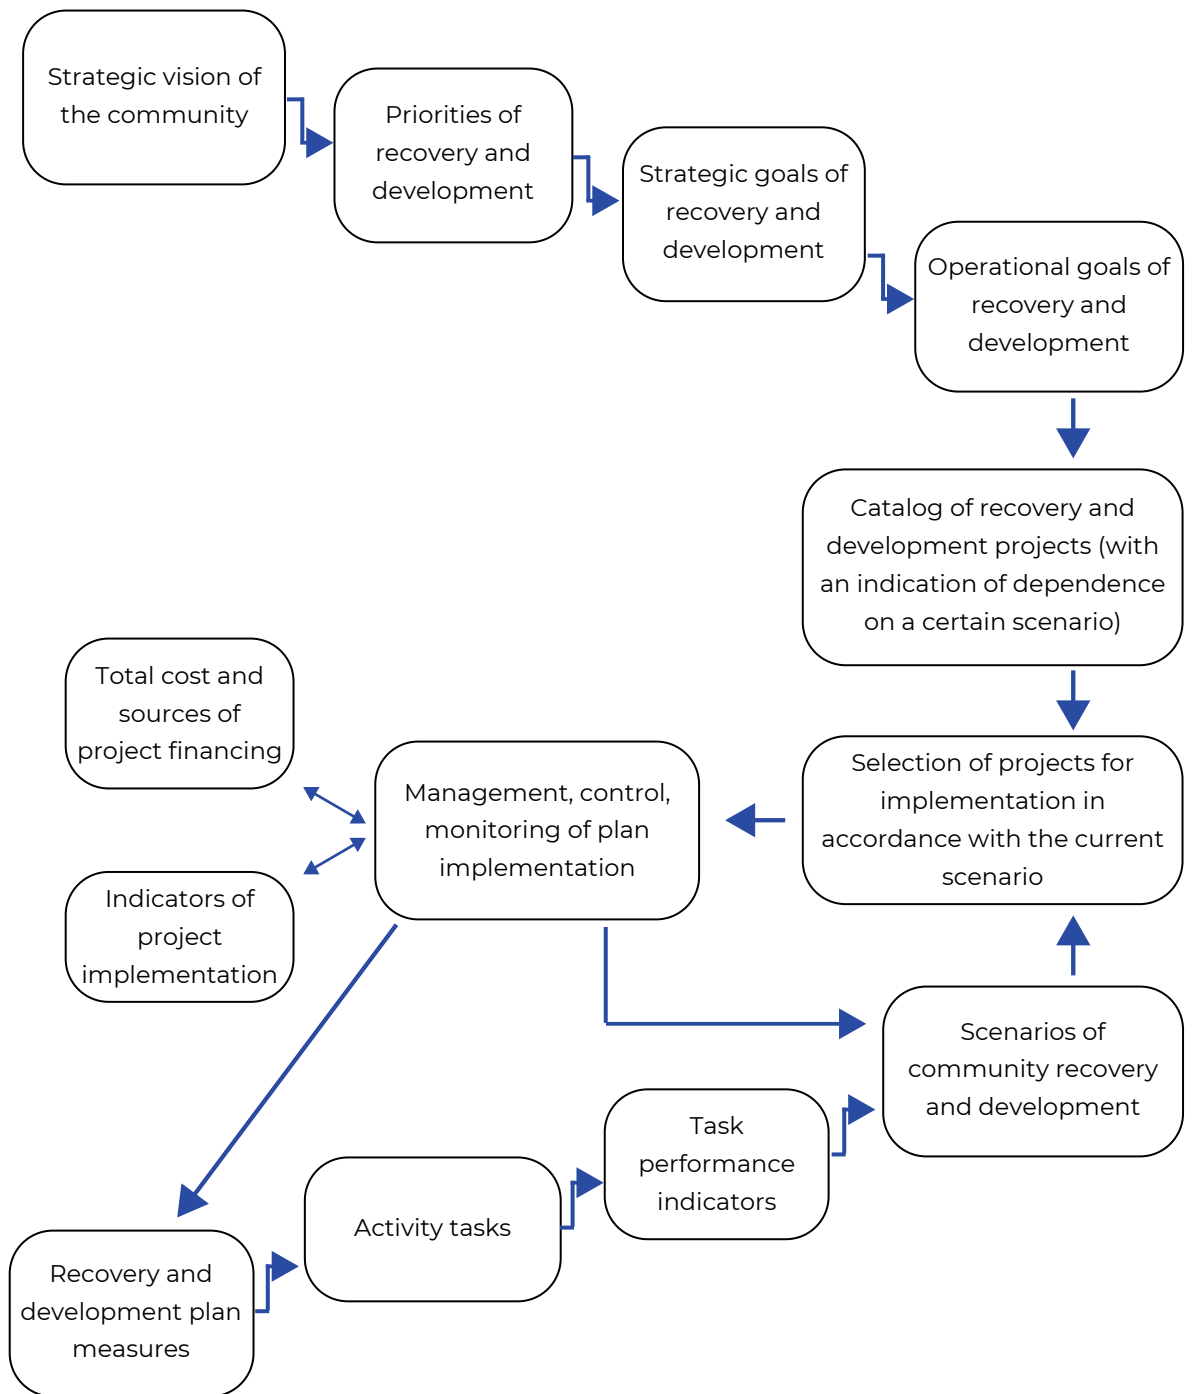 Strategic vision of
the community
Priorities of
recovery and
development
Strategic goals of
recovery and
development
Operational goals of
recovery and
development
Catalog of recovery and
development projects (with
an indication of dependence
on a certain scenario)
Total cost and
sources of
project financing
Management, control,
monitoring of plan
implementation
Selection of projects for
implementation in
accordance with the current
scenario
Indicators of
project
implementation
Scenarios of
community recovery
and development
Task
performance
indicators
Activity tasks
Recovery and
development plan
measures